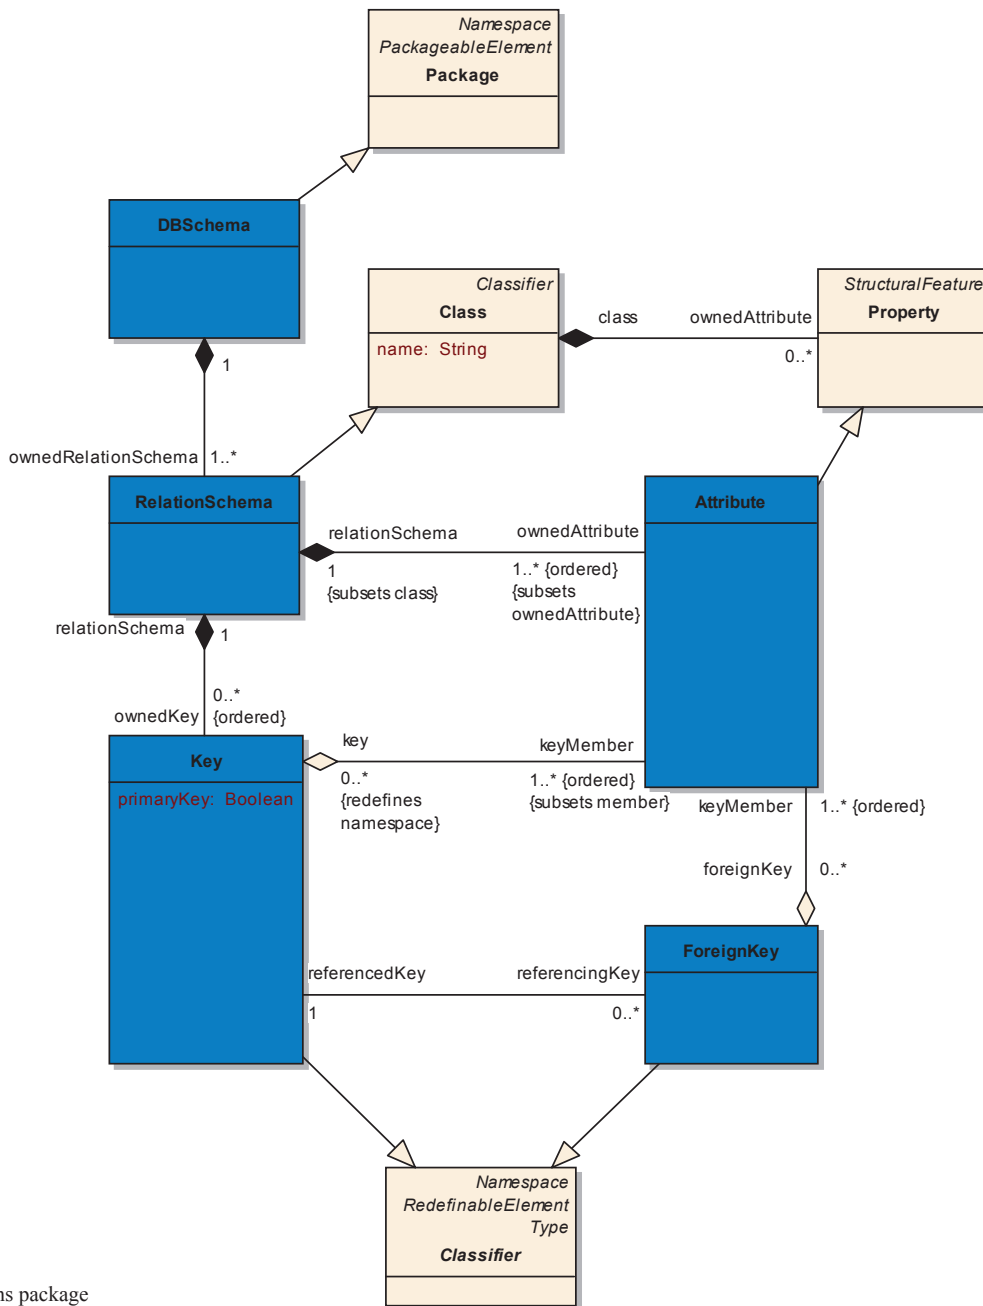 Namespace
PackageableElement
Package
DBSchema
1
ownedRelationSchema
1..*
Classifier
Class
name: String
class
ownedAttribute
0..*
StructuralFeature
Property
RelationSchema
relationSchema
1
{subsets class}
ownedAttribute
1..* {ordered}
{subsets
ownedAttribute}
Attribute
relationSchema
1
0..*
ownedKey
{ordered}
Key
primaryKey: Boolean
key
0..*
{redefines
namespace}
keyMember
1..* {ordered}
{subsets member}
keyMember
1..* {ordered}
foreignKey
0..*
ForeignKey
referencedKey
1
referencingKey
0..*
Namespace
RedefinableElement
Type
Classifier
ns package